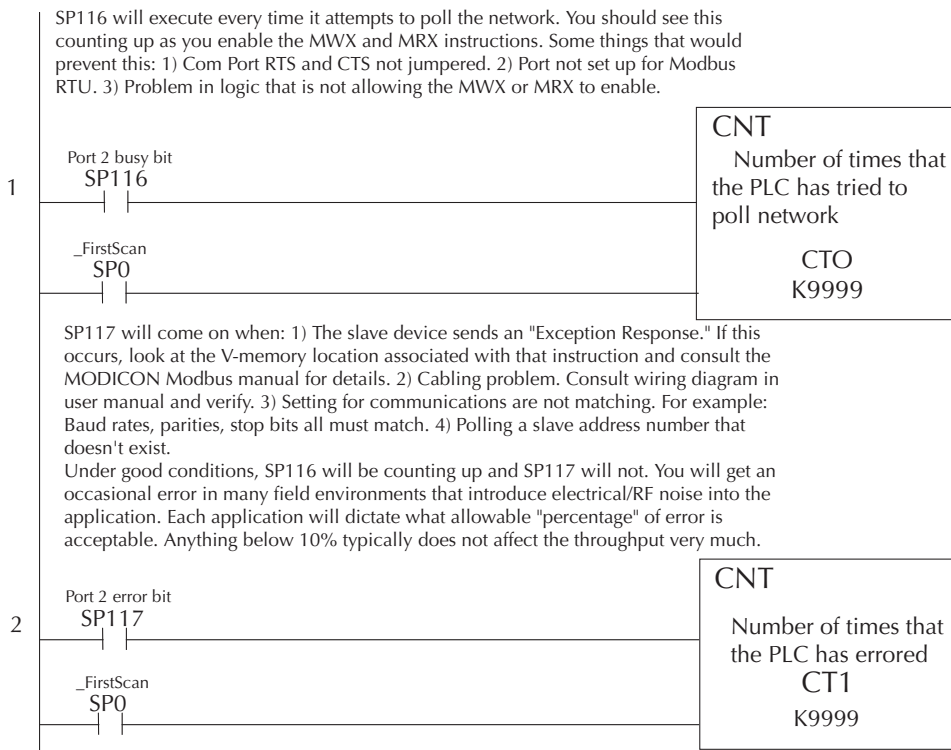 SP116 will execute every time it attempts to poll the network. You should see this
counting up as you enable the MWX and MRX instructions. Some things that would
prevent this: 1) Com Port RTS and CTS not jumpered. 2) Port not set up for Modbus
RTU. 3) Problem in logic that is not allowing the MWX or MRX to enable.
CNT
Number of times that
the PLC has tried to
poll network
CTO
K9999
1
Port 2 busy bit
SP116
_FirstScan
SP0
SP117 will come on when: 1) The slave device sends an "Exception Response." If this
occurs, look at the V-memory location associated with that instruction and consult the
MODICON Modbus manual for details. 2) Cabling problem. Consult wiring diagram in
user manual and verify. 3) Setting for communications are not matching. For example:
Baud rates, parities, stop bits all must match. 4) Polling a slave address number that
doesn't exist.
Under good conditions, SP116 will be counting up and SP117 will not. You will get an
occasional error in many field environments that introduce electrical/RF noise into the
application. Each application will dictate what allowable "percentage" of error is
acceptable. Anything below 10% typically does not affect the throughput very much.
CNT
Number of times that
the PLC has errored
CT1
K9999
2
Port 2 error bit
SP117
_FirstScan
SP0